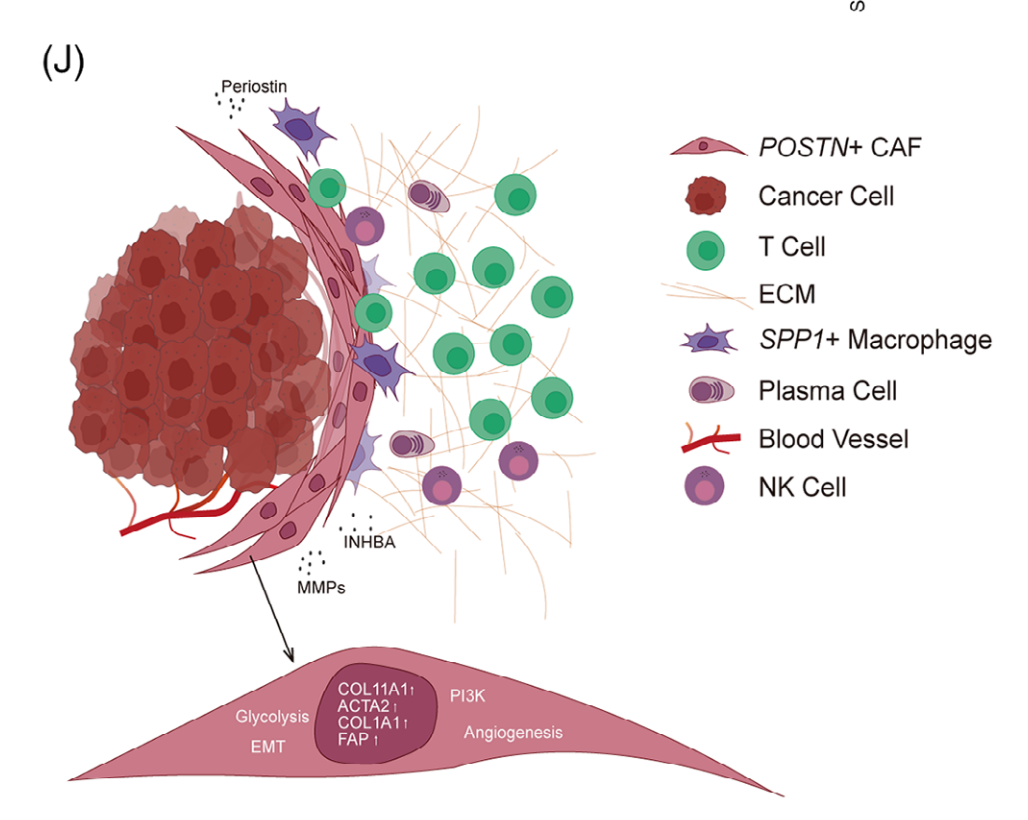 s
(J)
Periostin
POSTN+ CAF
Cancer Cell
T Cell
ECM
SPP1+ Macrophage
Plasma Cell
Blood Vessel
NK Cell
INHBA
MMPs
COL11A1↑
ACTA2↑
COL1A1↑
FAP↑
Glycolysis
EMT
PI3K
Angiogenesis